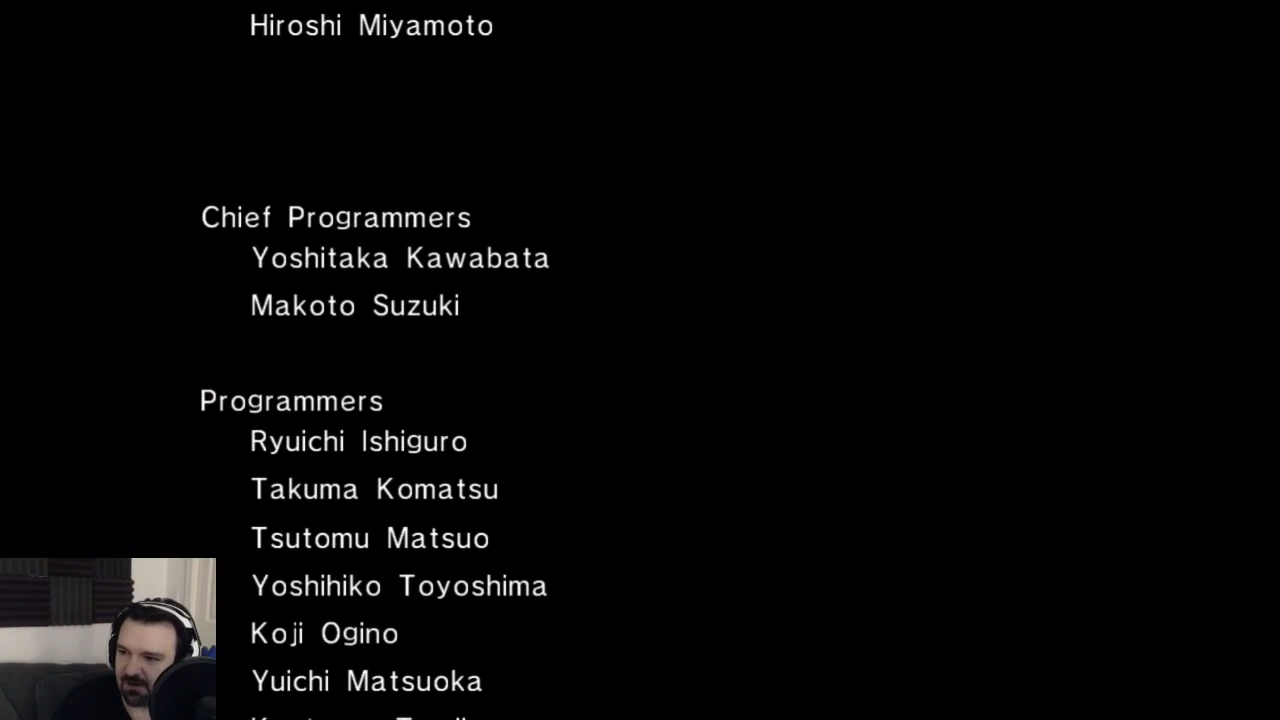 Hiroshi Miyamoto
Chief Programmers
Yoshitaka Kawabata
Makoto Suzuki
Programmers
Ryuichi Ishiguro
Takuma Komatsu
Tsutomu Matsuo
Yoshihiko Toyoshima
Koji Ogino
Yuichi Matsuoka